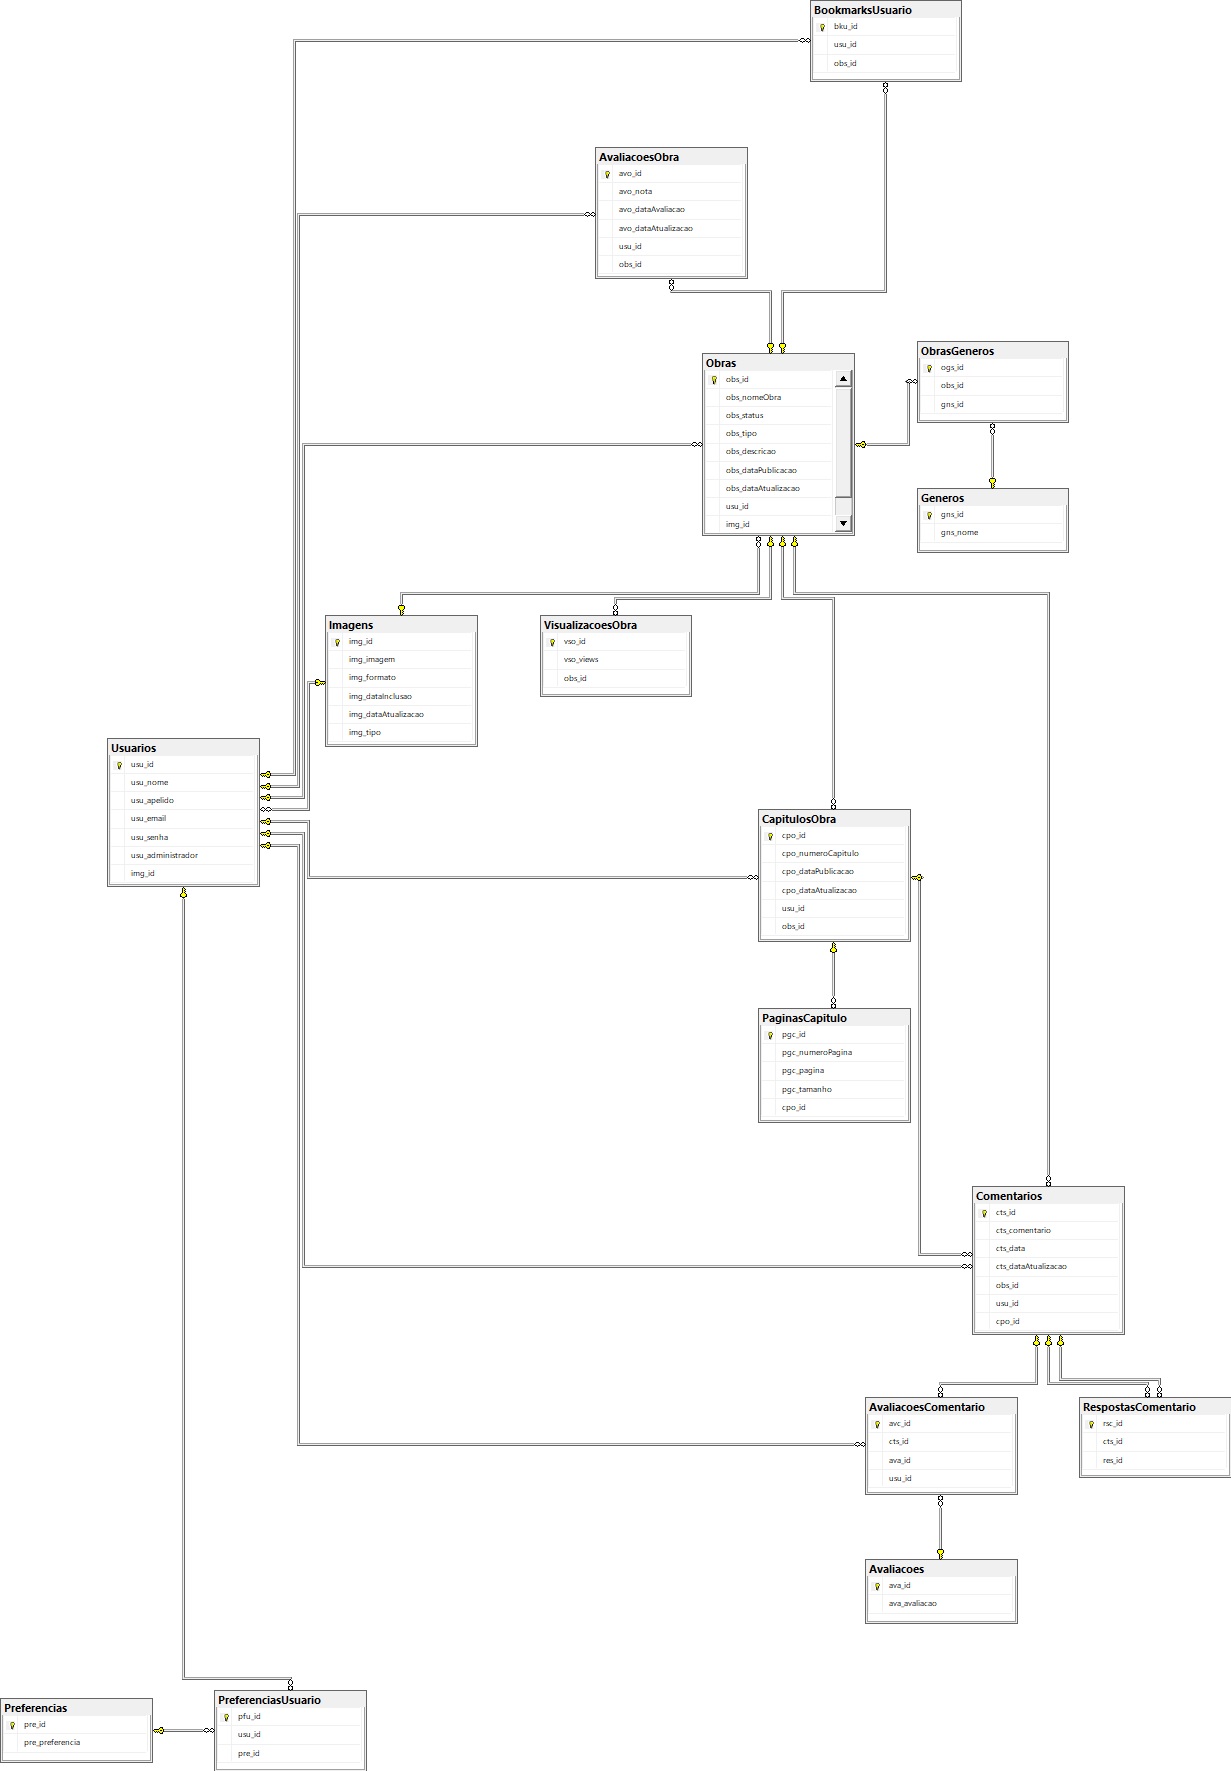 BookmarksUsuario
bku_id
usu_id
obs_id
AvaliacoesObra
avo_id
avo_nota
avo_dataAvaliacao
avo_dataAtualizacao
usu_id
obs_id
Obras
obs_id
obs_nomeObra
obs_status
obs_tipo
obs_descricao
obs_dataPublicacao
obs_dataAtualizacao
usu_id
img_id
ObrasGeneros
ogs_id
obs_id
gns_id
Generos
gns_id
gns_nome
Imagens
img_id
img_imagem
img_formato
img_dataInclusao
img_dataAtualizacao
img_tipo
VisualizacoesObra
vso_id
vso_views
obs_id
Usuarios
usu_id
usu_nome
usu_apelido
usu_email
usu_senha
usu_administrador
img_id
CapitulosObra
cpo_id
cpo_numeroCapitulo
cpo_dataPublicacao
cpo_dataAtualizacao
usu_id
obs_id
PaginasCapitulo
pgc_id
pgc_numeroPagina
pgc_pagina
pgc_tamanho
cpo_id
Comentarios
cts_id
cts_comentario
cts_data
cts_dataAtualizacao
obs_id
usu_id
cpo_id
AvaliacoesComentario
avc_id
cts_id
ava_id
usu_id
RespostasComentario
rsc_id
cts_id
res_id
Avaliacoes
ava_id
ava_avaliacao
Preferencias
pre_id
pre_preferencia
PreferenciasUsuario
pfu_id
usu_id
pre_id